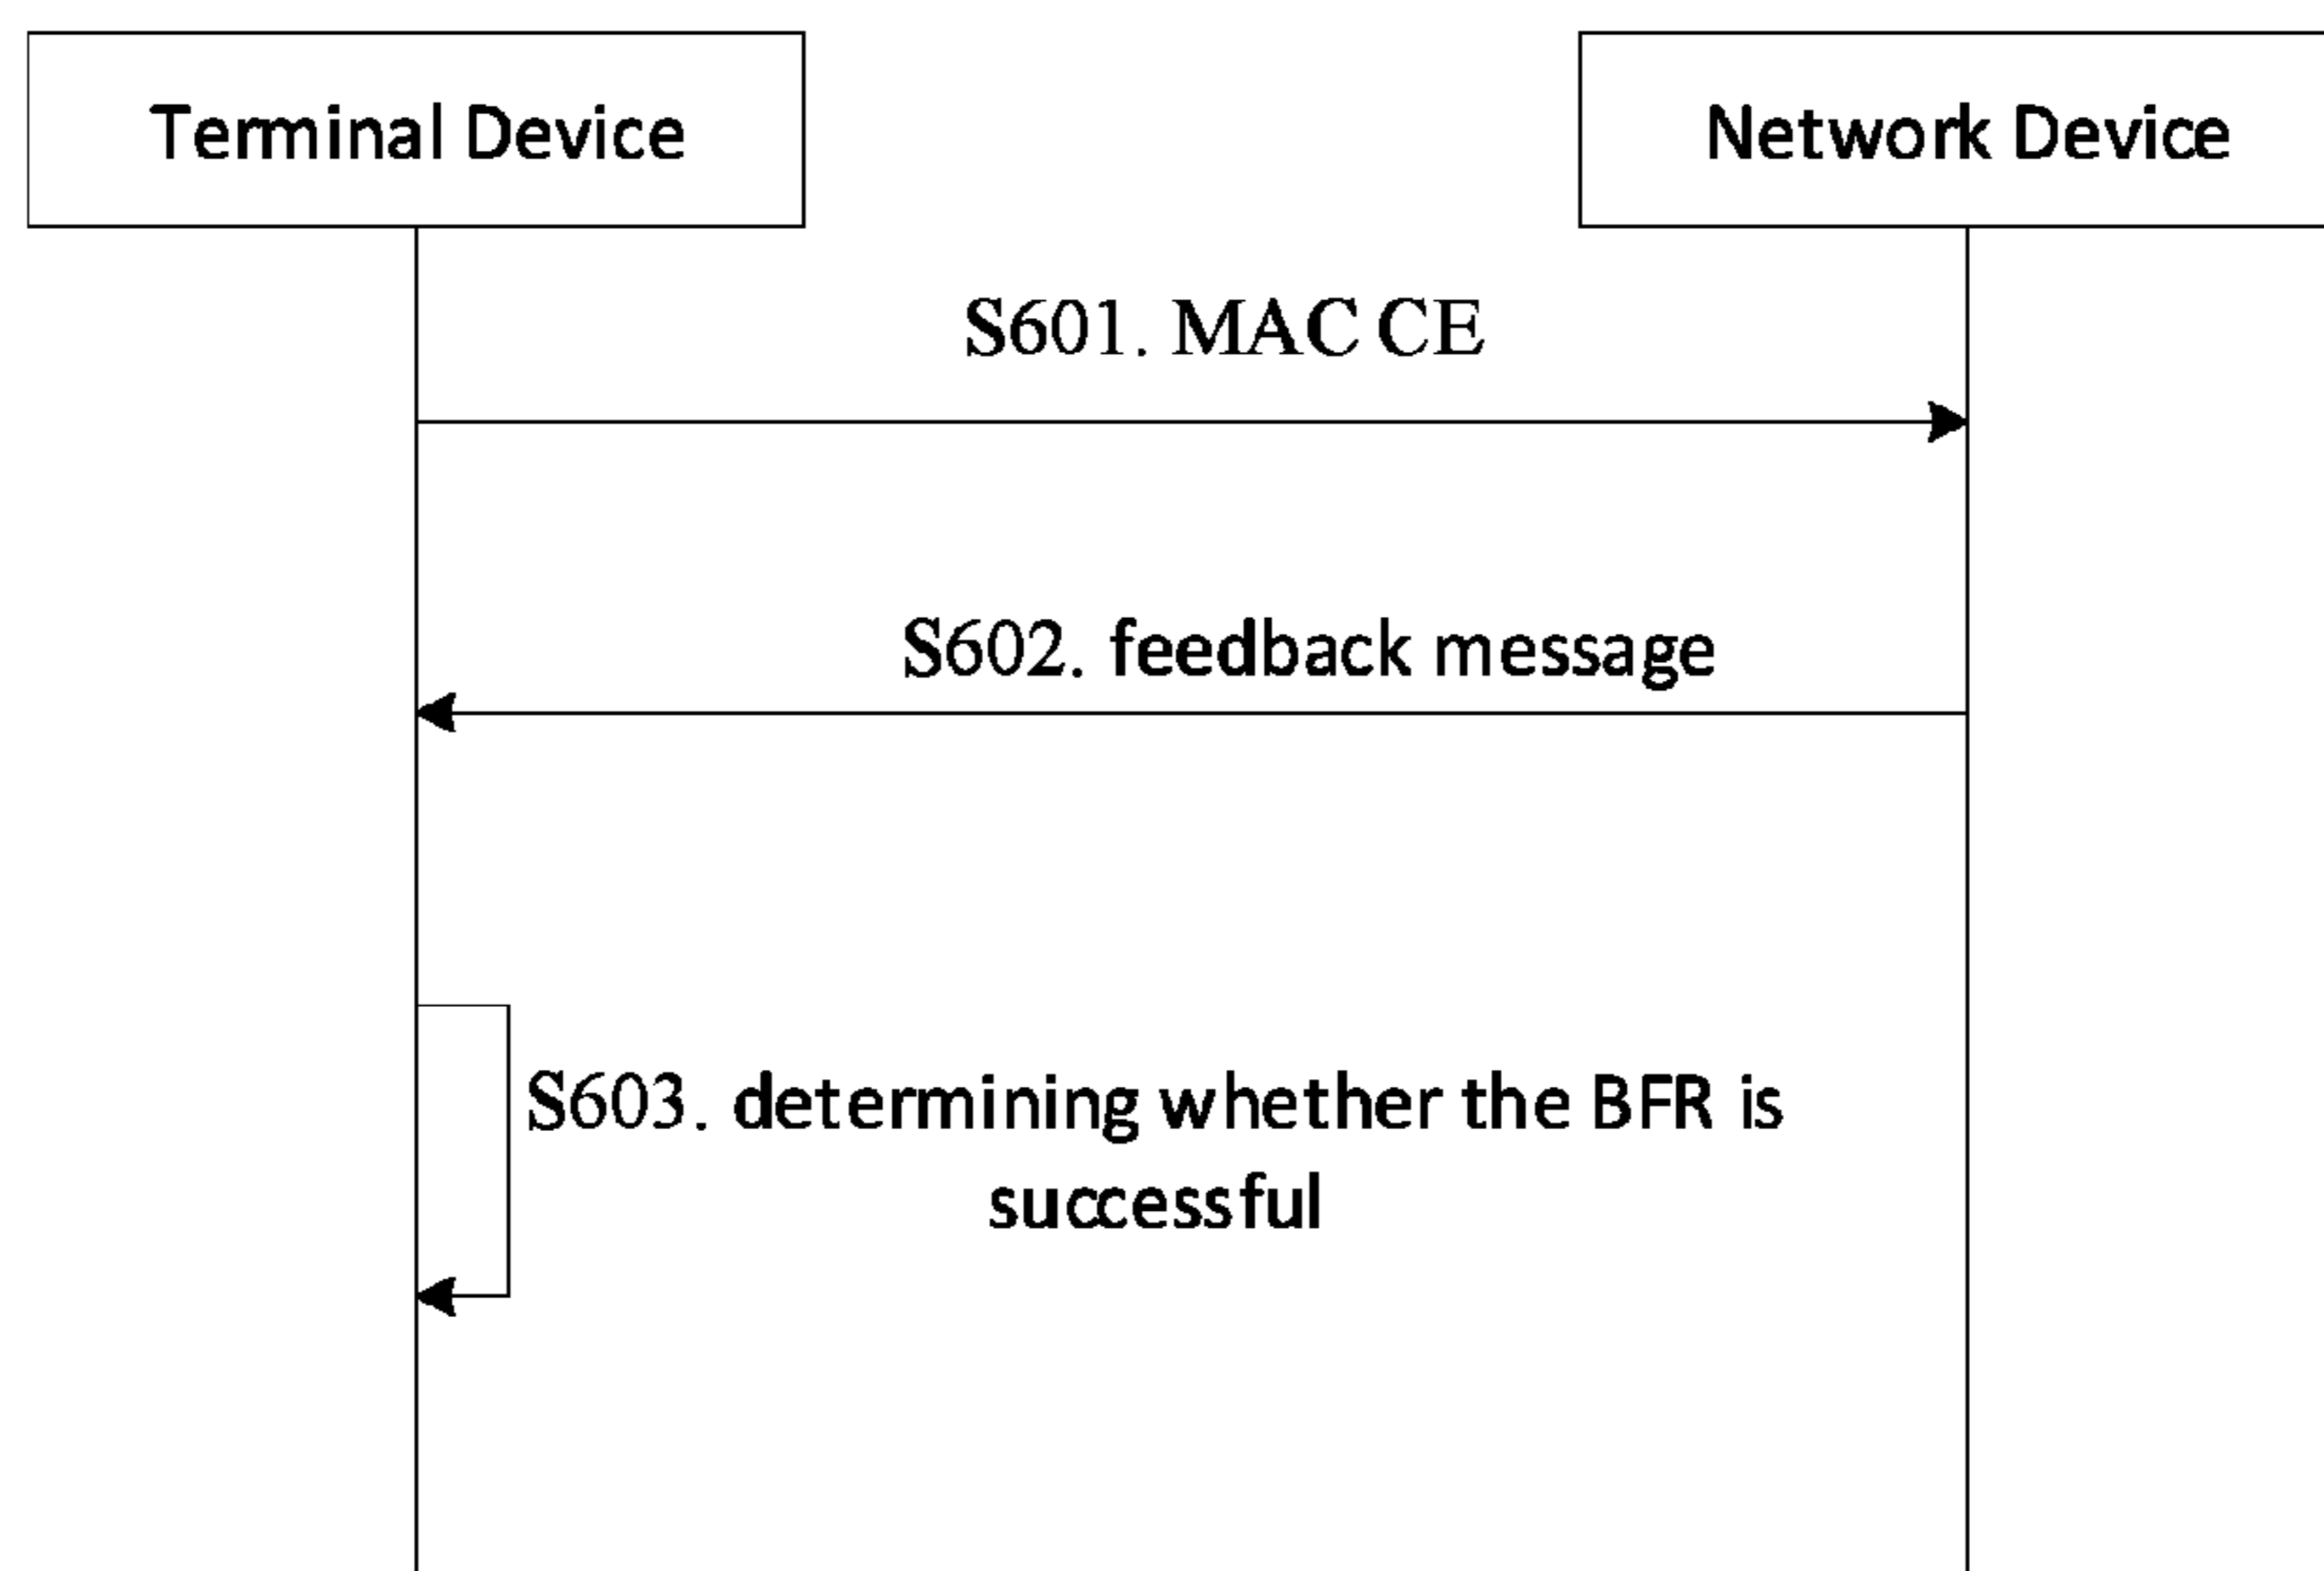 Terminal Device
Network Device
S601. MAC CE
S602. feedback message
S603. determining whether the BFR is
successful